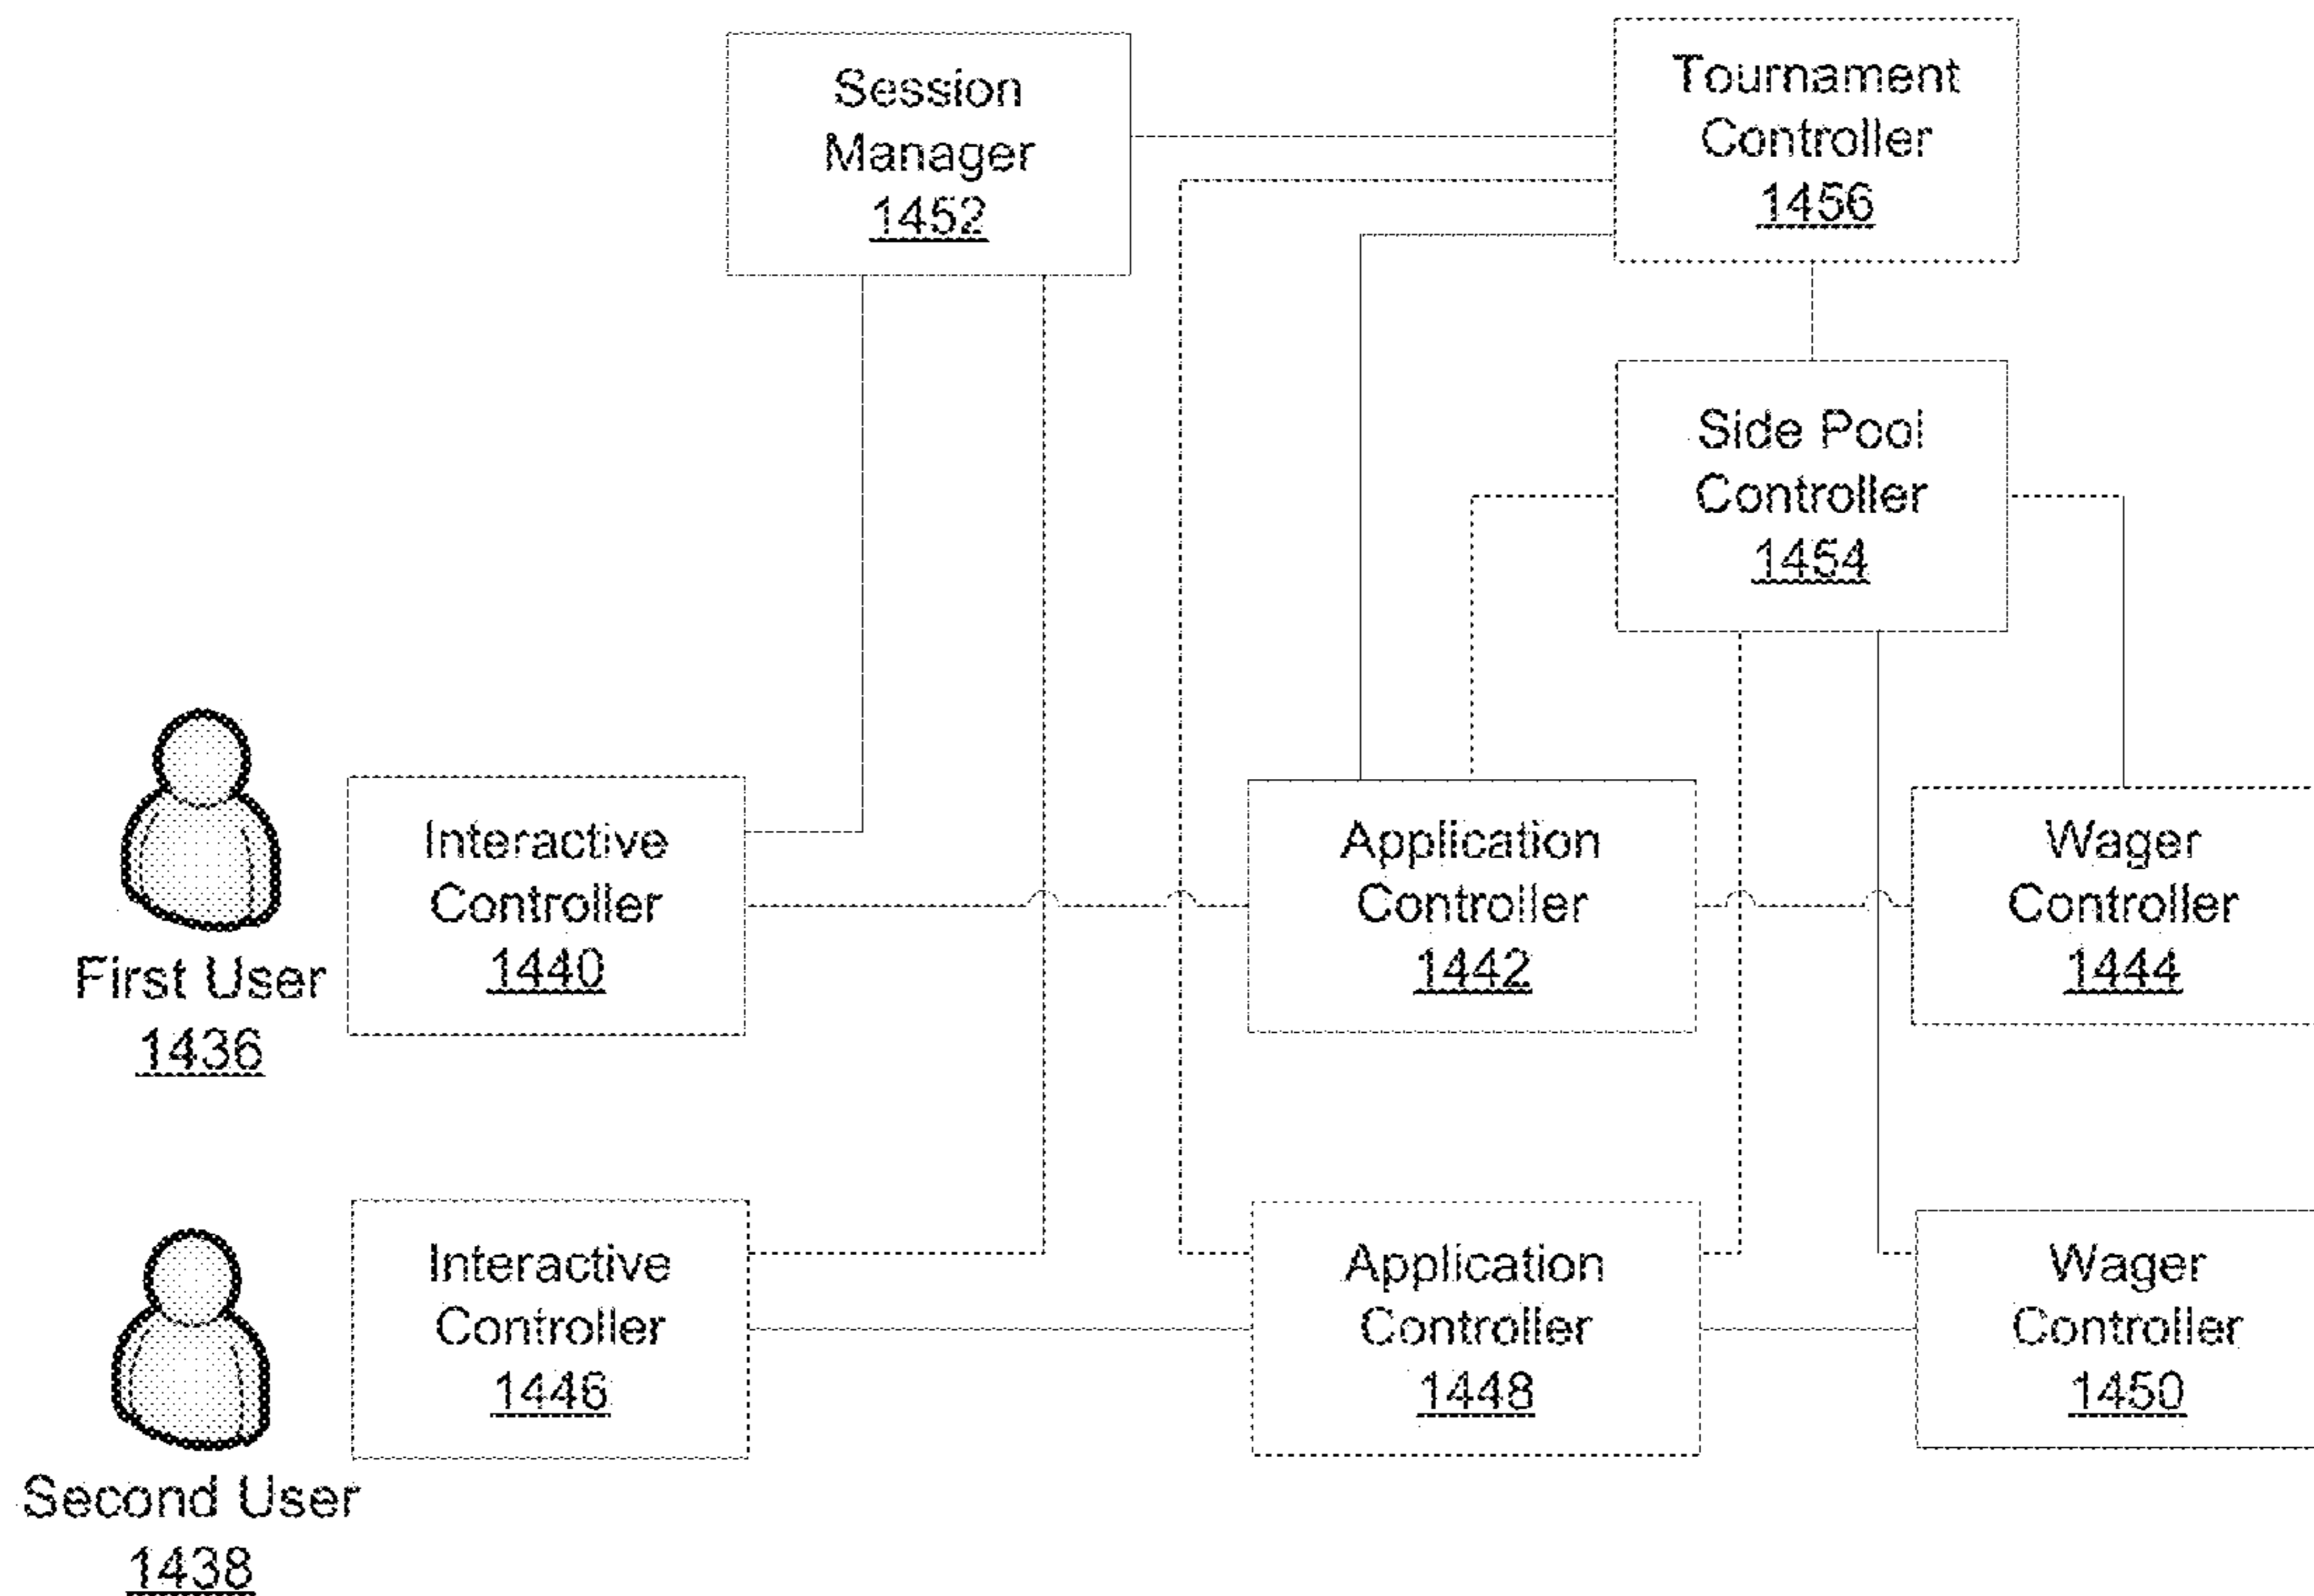 Session
Manager
1452
Tournament
Controller
1456
Side Pool
Controller
1454
First User
1436
Interactive
Controller
1440
Application
Controller
1442
Wager
Controller
1444
Second User
1438
Interactive
Controller
1446
Application
Controller
1448
Wager
Controller
1450